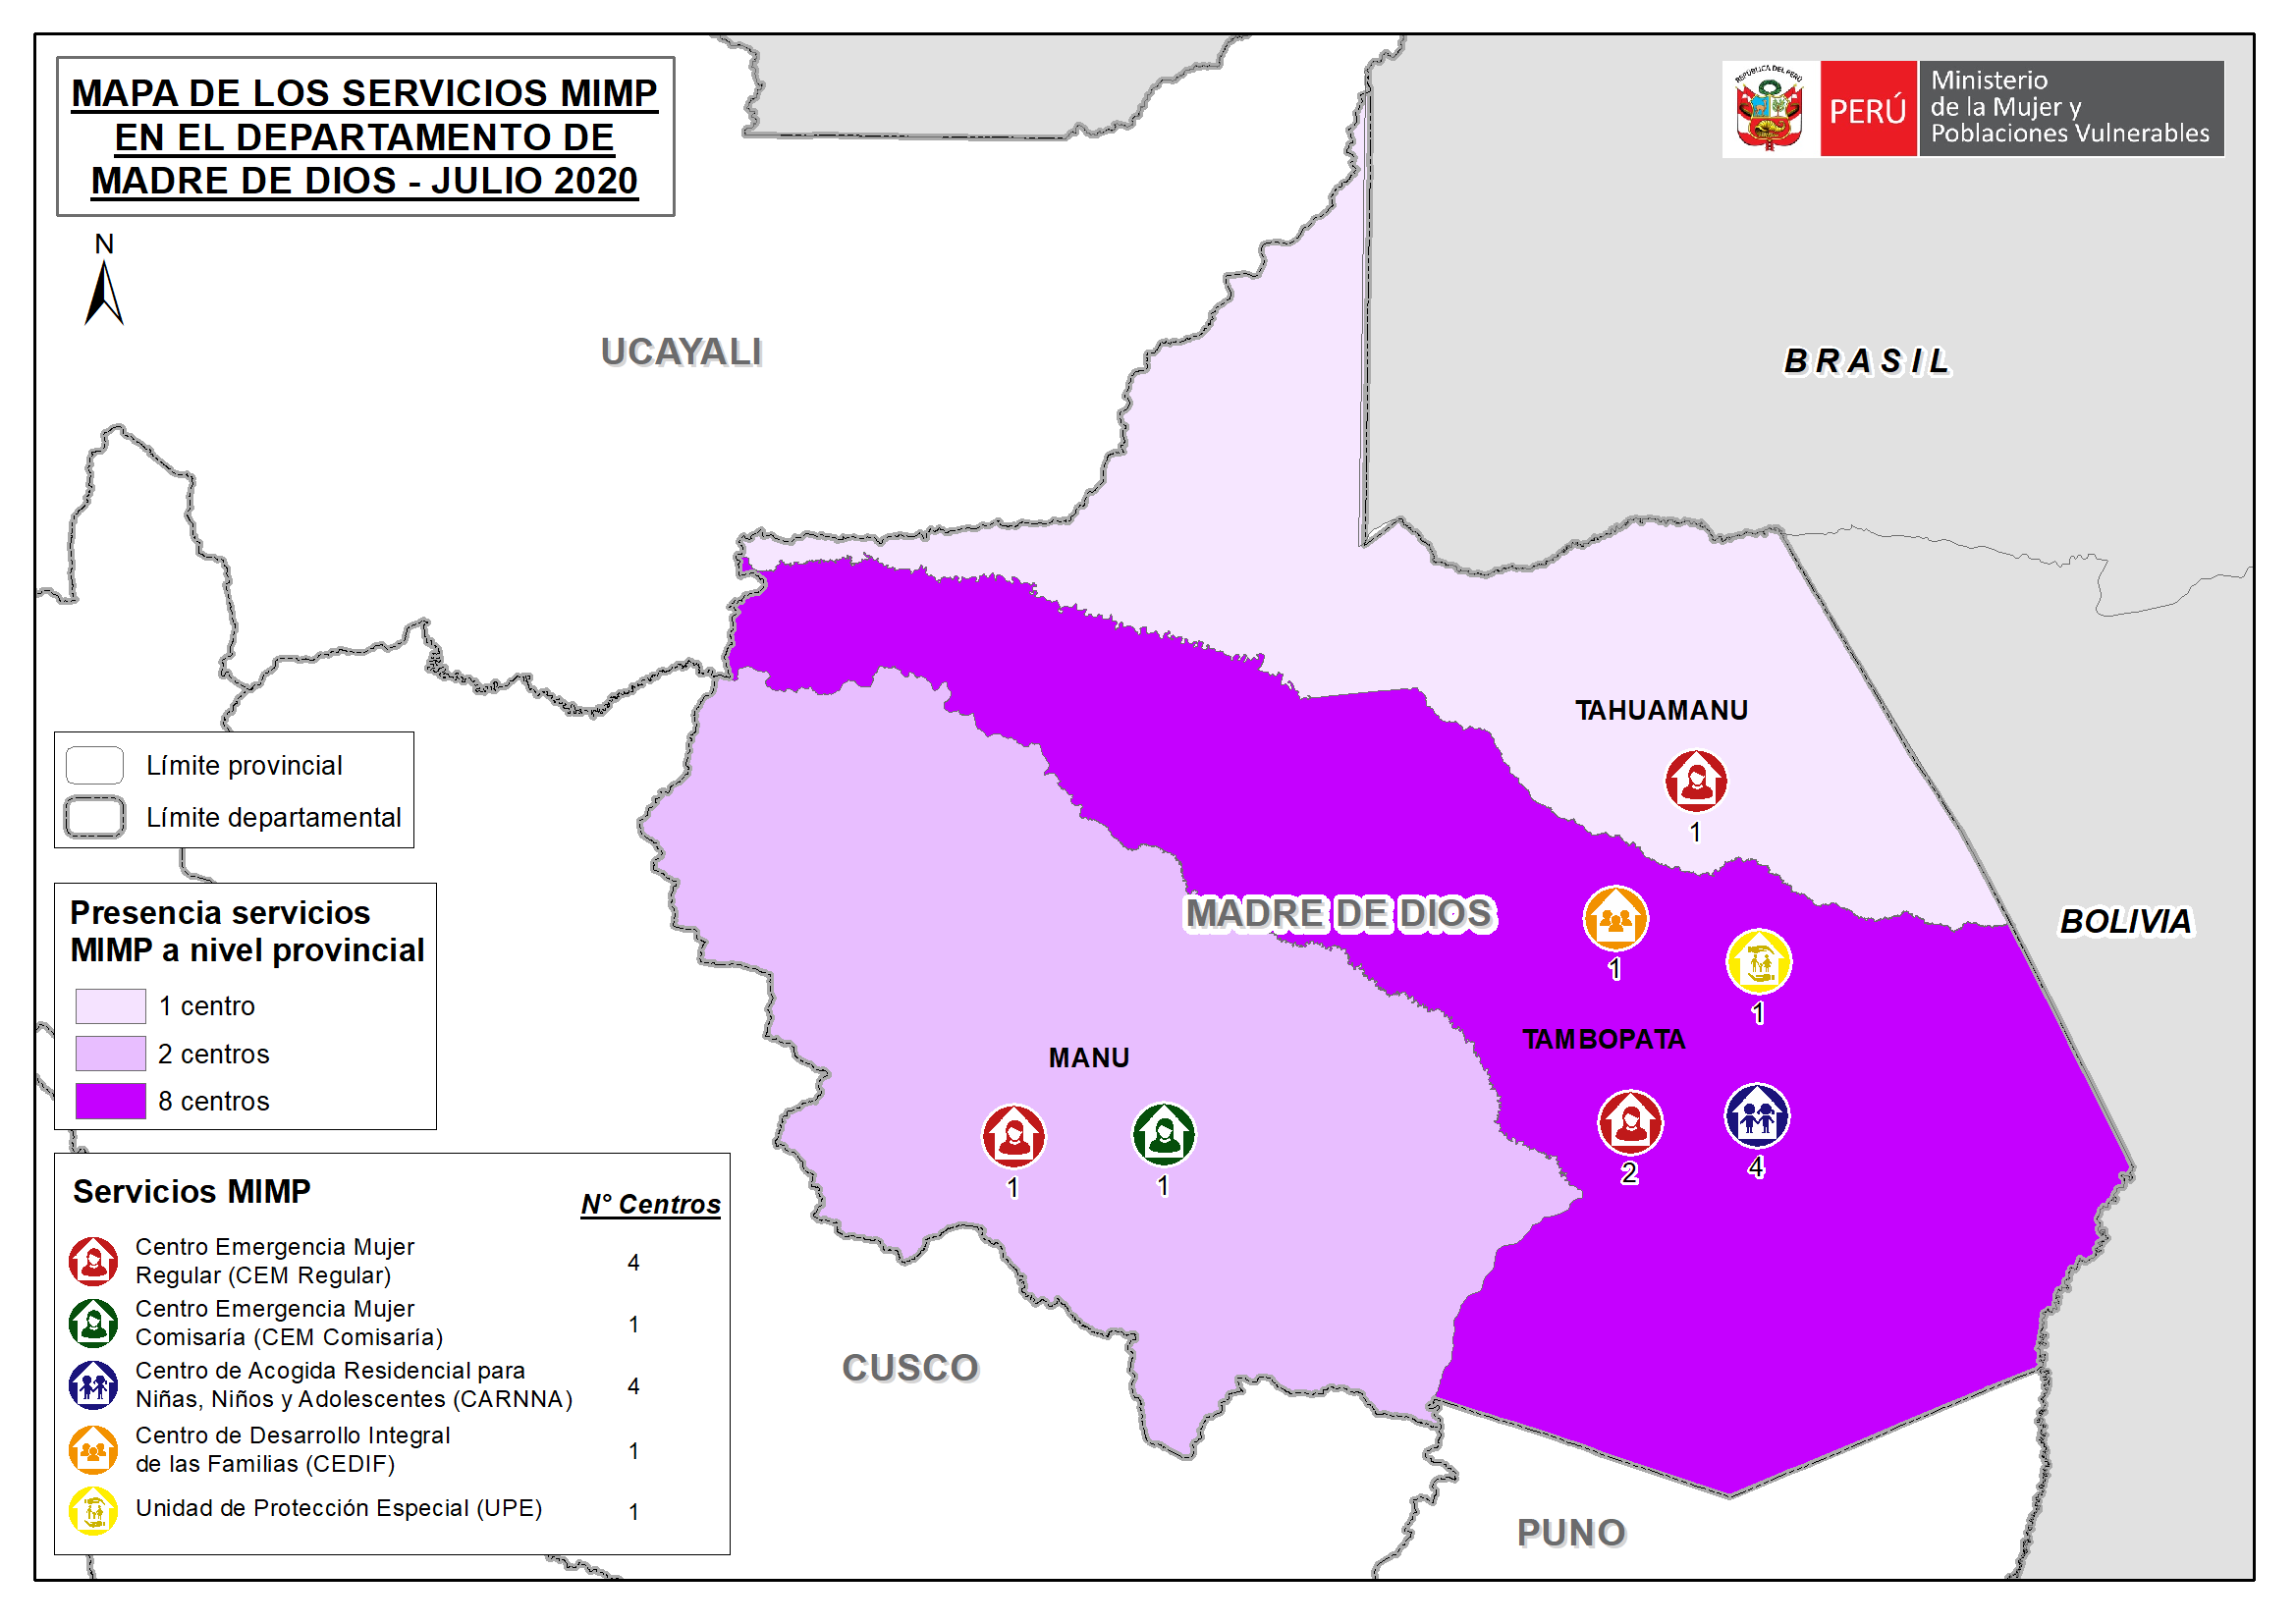 MAPA DE LOS SERVICIOS MIMP
EN EL DEPARTAMENTO DE
MADRE DE DIOS - JULIO 2020
REPÚBLICA DEL PERÚ
PERÚ
Ministerio
de la Mujer y
Poblaciones Vulnerables
N
UCAYALI
BRASIL
TAHUAMANU
1
Límite provincial
Límite departamental
MADRE DE DIOS
1
BOLIVIA
1
Presencia servicios
MIMP a nivel provincial
1 centro
2 centros
8 centros
MANU
1
1
TAMBOPATA
2
4
Servicios MIMP
N° Centros
Centro Emergencia Mujer
Regular (CEM Regular)
4
Centro Emergencia Mujer
Comisaría (CEM Comisaría)
1
Centro de Acogida Residencial para
Niñas, Niños y Adolescentes (CARNNA)
4
Centro de Desarrollo Integral
de las Familias (CEDIF)
1
Unidad de Protección Especial (UPE)
1
CUSCO
PUNO